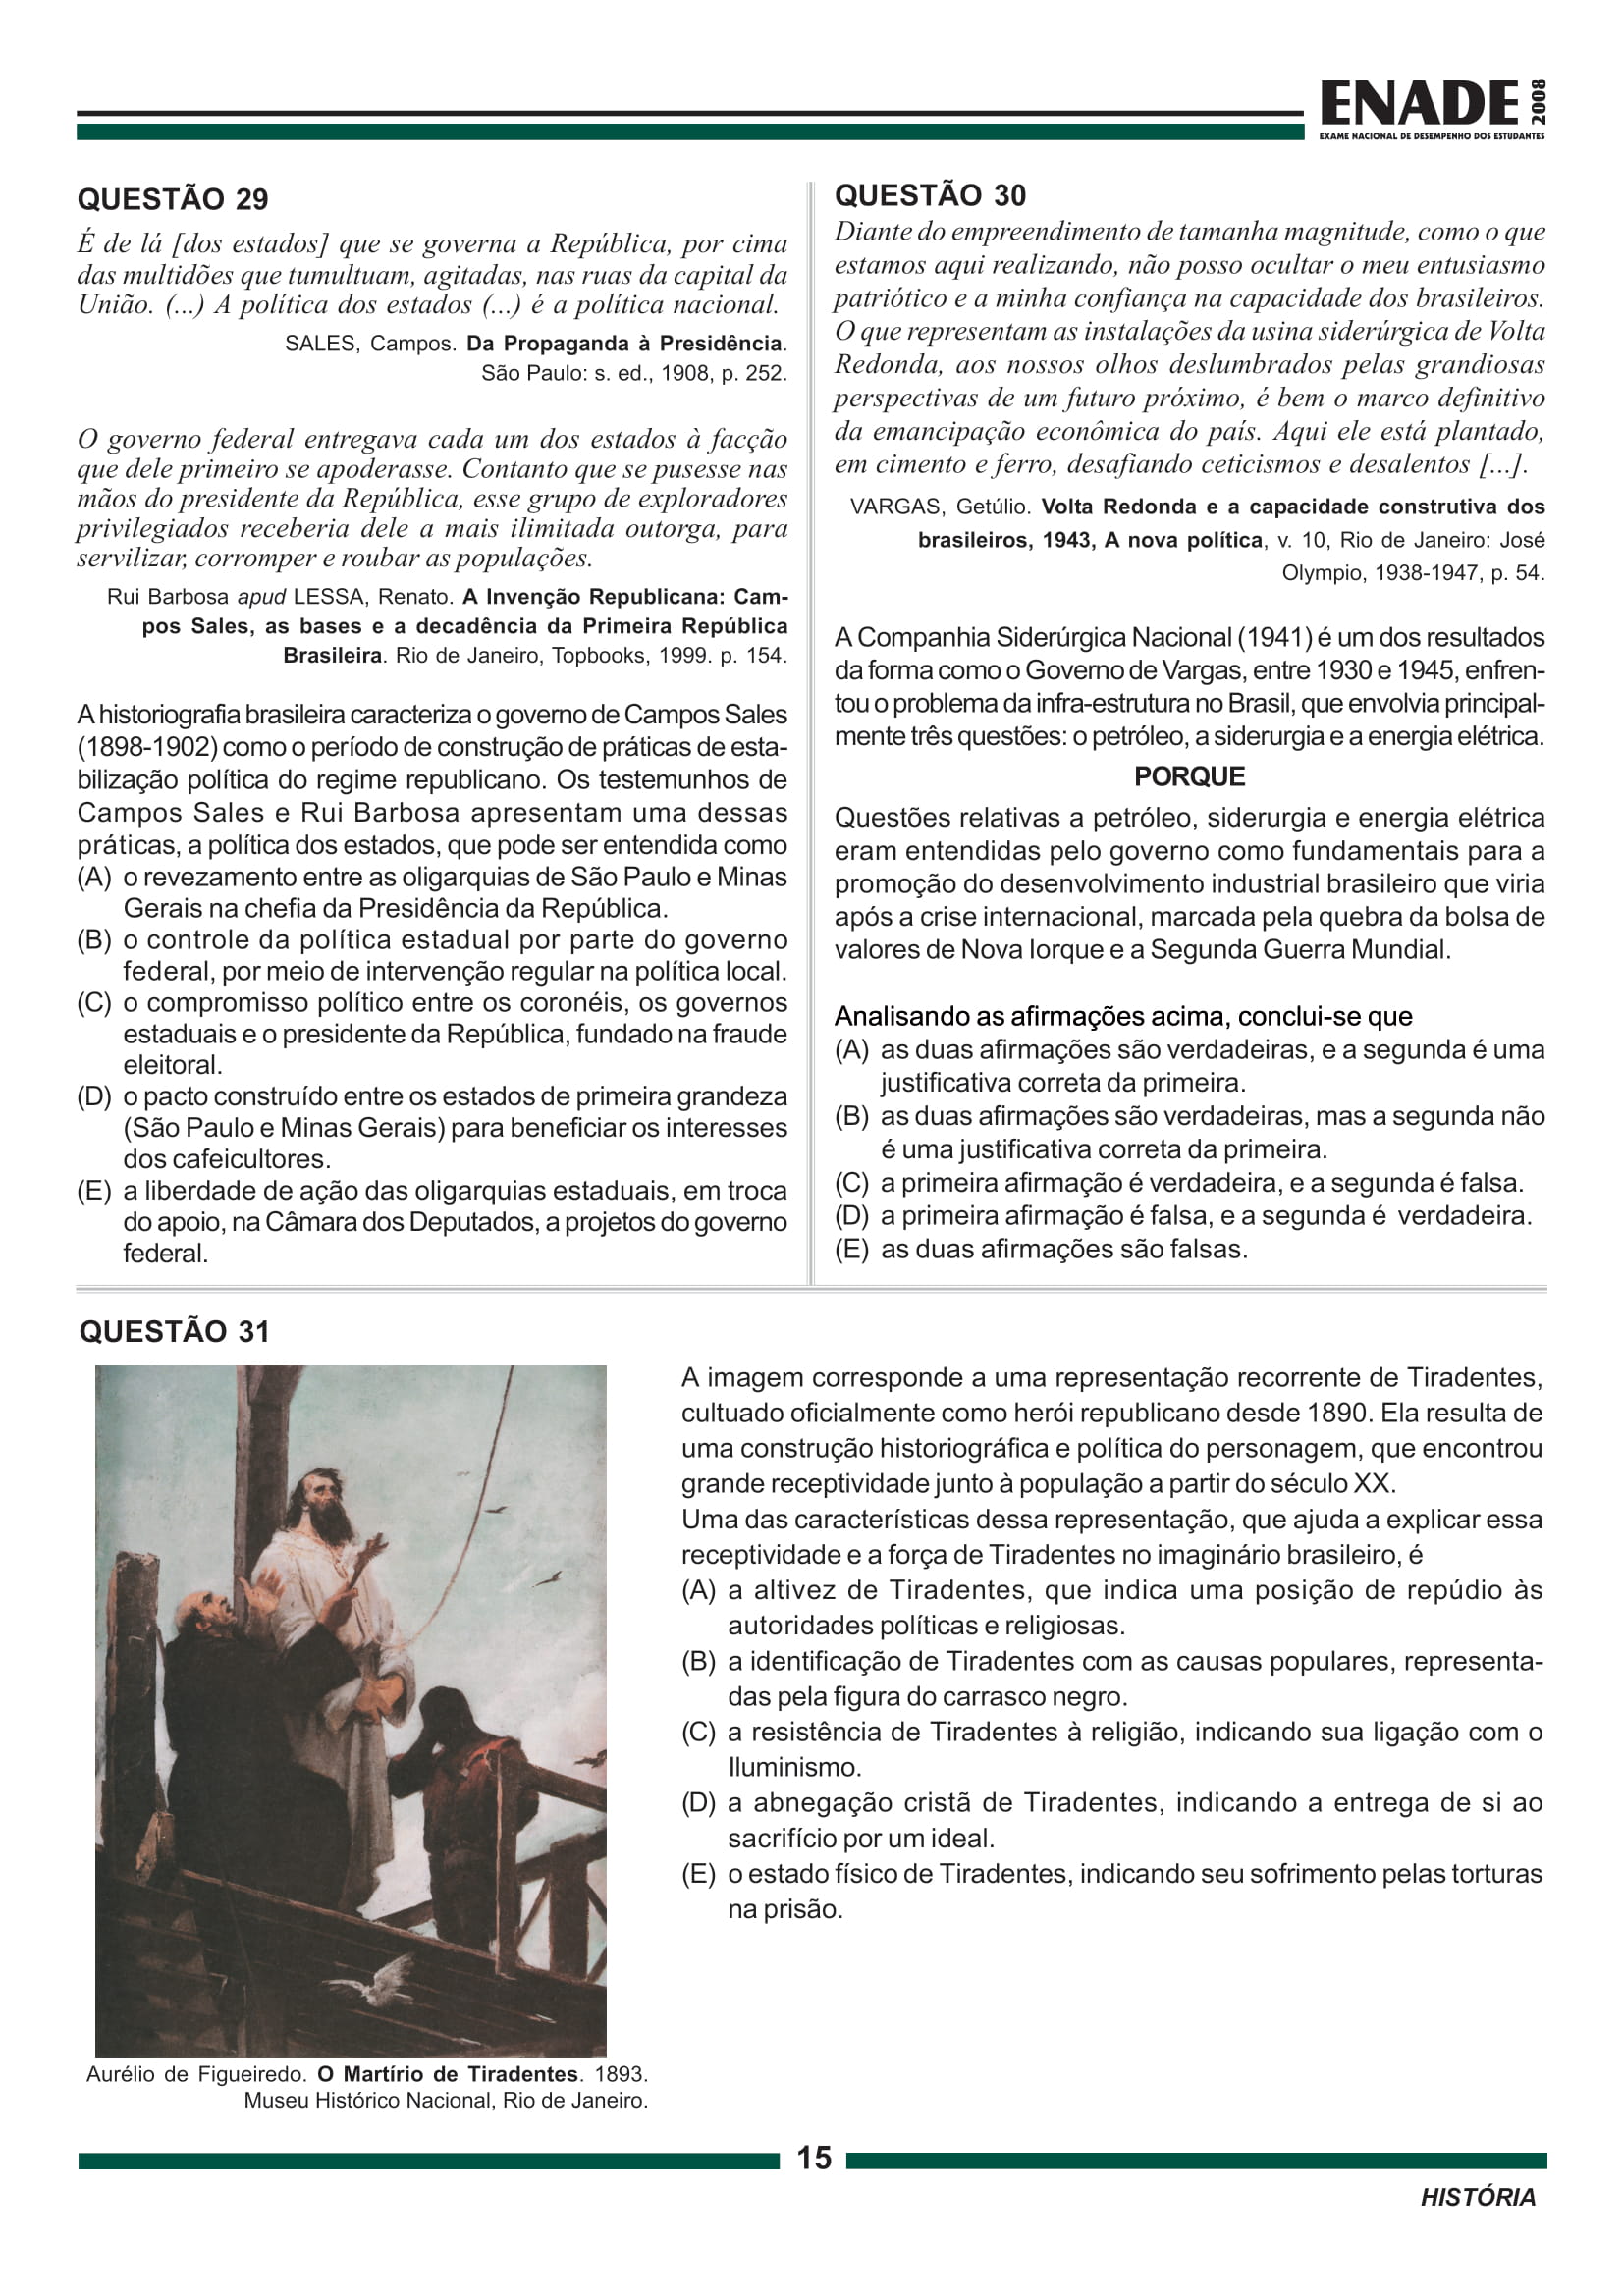 ENADE 2008
EXAME NACIONAL DE DESEMPENHO DOS ESTUDANTES
QUESTÃO 29
É de lá [dos estados] que se governa a República, por cima
das multidões que tumultuam, agitadas, nas ruas da capital da
União. (...) A política dos estados (...) é a política nacional.
SALES, Campos. Da Propaganda à Presidência.
São Paulo: s. ed., 1908, p. 252.
O governo federal entregava cada um dos estados à facção
que dele primeiro se apoderasse. Contanto que se pusesse nas
mãos do presidente da República, esse grupo de exploradores
privilegiados receberia dele a mais ilimitada outorga, para
servilizar, corromper e roubar as populações.
Rui Barbosa apud LESSA, Renato. A Invenção Republicana: Cam-
pos Sales, as bases e a decadência da Primeira República
Brasileira. Rio de Janeiro, Topbooks, 1999. p. 154.
A historiografia brasileira caracteriza o governo de Campos Sales
(1898-1902) como o período de construção de práticas de esta-
bilização política do regime republicano. Os testemunhos de
Campos Sales e Rui Barbosa apresentam uma dessas
práticas, a política dos estados, que pode ser entendida como
(A) o revezamento entre as oligarquias de São Paulo e Minas
Gerais na chefia da Presidência da República.
(B) o controle da política estadual por parte do governo
federal, por meio de intervenção regular na política local.
(C) o compromisso político entre os coronéis, os governos
estaduais e o presidente da República, fundado na fraude
eleitoral.
(D) o pacto construído entre os estados de primeira grandeza
(São Paulo e Minas Gerais) para beneficiar os interesses
dos cafeicultores.
(E) a liberdade de ação das oligarquias estaduais, em troca
do apoio, na Câmara dos Deputados, a projetos do governo
federal.
QUESTÃO 30
Diante do empreendimento de tamanha magnitude, como o que
estamos aqui realizando, não posso ocultar o meu entusiasmo
patriótico e a minha confiança na capacidade dos brasileiros.
O que representam as instalações da usina siderúrgica de Volta
Redonda, aos nossos olhos deslumbrados pelas grandiosas
perspectivas de um futuro próximo, é bem o marco definitivo
da emancipação econômica do país. Aqui ele está plantado,
em cimento e ferro, desafiando ceticismos e desalentos [...].
VARGAS, Getúlio. Volta Redonda e a capacidade construtiva dos
brasileiros, 1943, A nova política, v. 10, Rio de Janeiro: José
Olympio, 1938-1947, p. 54.
A Companhia Siderúrgica Nacional (1941) é um dos resultados
da forma como o Governo de Vargas, entre 1930 e 1945, enfren-
tou o problema da infra-estrutura no Brasil, que envolvia principal-
mente três questões: o petróleo, a siderurgia e a energia elétrica.
PORQUE
Questões relativas a petróleo, siderurgia e energia elétrica
eram entendidas pelo governo como fundamentais para a
promoção do desenvolvimento industrial brasileiro que viria
após a crise internacional, marcada pela quebra da bolsa de
valores de Nova Iorque e a Segunda Guerra Mundial.
Analisando as afirmações acima, conclui-se que
(A) as duas afirmações são verdadeiras, e a segunda é uma
justificativa correta da primeira.
(B) as duas afirmações são verdadeiras, mas a segunda não
é uma justificativa correta da primeira.
(C) a primeira afirmação é verdadeira, e a segunda é falsa.
(D) a primeira afirmação é falsa, e a segunda é verdadeira.
(E) as duas afirmações são falsas.
QUESTÃO 31
A imagem corresponde a uma representação recorrente de Tiradentes,
cultuado oficialmente como herói republicano desde 1890. Ela resulta de
uma construção historiográfica e política do personagem, que encontrou
grande receptividade junto à população a partir do século XX.
Uma das características dessa representação, que ajuda a explicar essa
receptividade e a força de Tiradentes no imaginário brasileiro, é
(A) a altivez de Tiradentes, que indica uma posição de repúdio às
autoridades políticas e religiosas.
(B) a identificação de Tiradentes com as causas populares, representa-
das pela figura do carrasco negro.
(C) a resistência de Tiradentes à religião, indicando sua ligação com o
Iluminismo.
(D) a abnegação cristã de Tiradentes, indicando a entrega de si ao
sacrifício por um ideal.
(E) o estado físico de Tiradentes, indicando seu sofrimento pelas torturas
na prisão.
Aurélio de Figueiredo. O Martírio de Tiradentes. 1893.
Museu Histórico Nacional, Rio de Janeiro.
15
HISTÓRIA